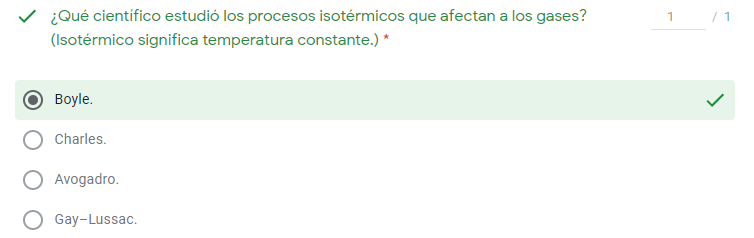 ¿Qué científico estudió los procesos isotérmicos que afectan a los gases?
(Isotérmico significa temperatura constante.) *
1 / 1
Boyle.
Charles.
Avogadro.
Gay–Lussac.